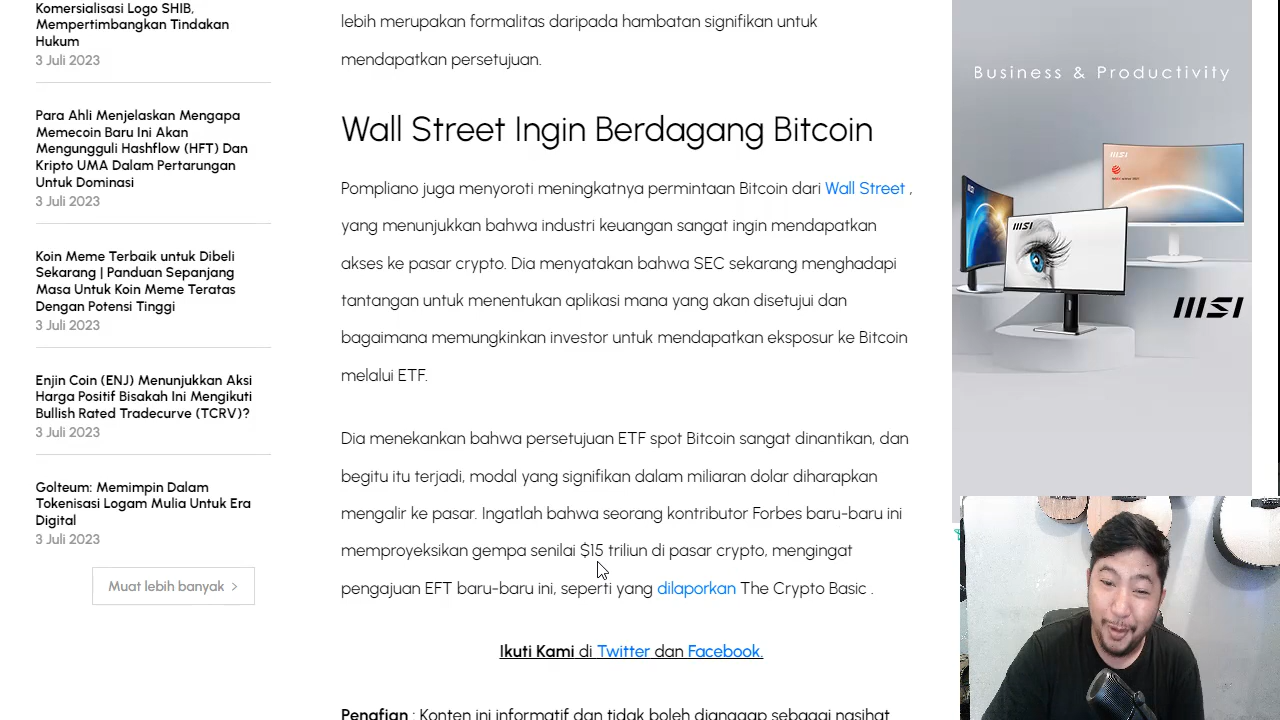 Komersialisasi Logo SHIB,
Mempertimbangkan Tindakan
Hukum
3 Juli 2023
Para Ahli Menjelaskan Mengapa
Memecoin Baru Ini Akan
Mengungguli Hashflow (HFT) Dan
Kripto UMA Dalam Pertarungan
Untuk Dominasi
3 Juli 2023
Koin Meme Terbaik untuk Dibeli
Sekarang | Panduan Sepanjang
Masa Untuk Koin Meme Teratas
Dengan Potensi Tinggi
3 Juli 2023
Enjin Coin (ENJ) Menunjukkan Aksi
Harga Positif Bisakah Ini Mengikuti
Bullish Rated Tradecurve (TCRV)?
3 Juli 2023
Golteum: Memimpin Dalam
Tokenisasi Logam Mulia Untuk Era
Digital
3 Juli 2023
Muat lebih banyak >
lebih merupakan formalitas daripada hambatan signifikan untuk
mendapatkan persetujuan.
Wall Street Ingin Berdagang Bitcoin
Pompliano juga menyoroti meningkatnya permintaan Bitcoin dari Wall Street ,
yang menunjukkan bahwa industri keuangan sangat ingin mendapatkan
akses ke pasar crypto. Dia menyatakan bahwa SEC sekarang menghadapi
tantangan untuk menentukan aplikasi mana yang akan disetujui dan
bagaimana memungkinkan investor untuk mendapatkan eksposur ke Bitcoin
melalui ETF.
Dia menekankan bahwa persetujuan ETF spot Bitcoin sangat dinantikan, dan
begitu itu terjadi, modal yang signifikan dalam miliaran dolar diharapkan
mengalir ke pasar. Ingatlah bahwa seorang kontributor Forbes baru-baru ini
memproyeksikan gempa senilai $15 triliun di pasar crypto, mengingat
pengajuan EFT baru-baru ini, seperti yang dilaporkan The Crypto Basic .
Ikuti Kami di Twitter dan Facebook.
Penafian : Konten ini informatif dan tidak boleh dianggap sebagai nasihat
Business & Productivity
msi
msi
msi